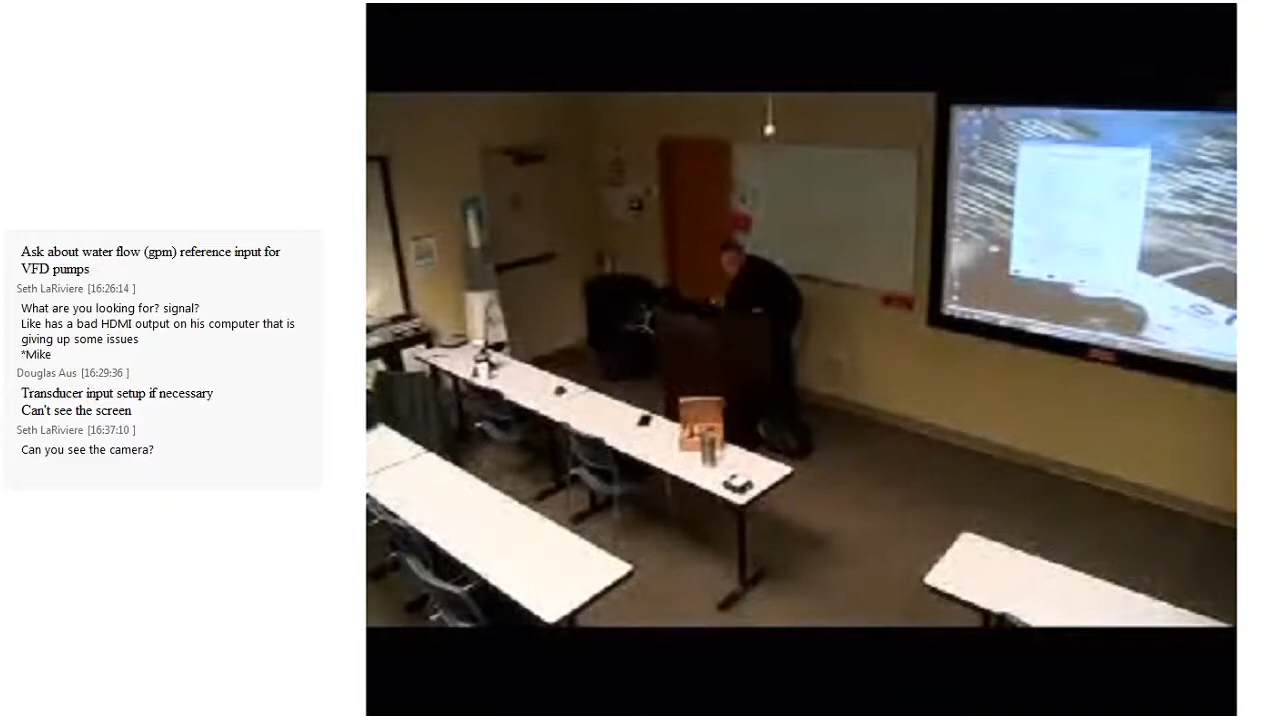 Ask about water flow (gpm) reference input for
VFD pumps
Seth LaRiviere [16:26:14 ]
What are you looking for? signal?
Like has a bad HDMI output on his computer that is
giving up some issues
*Mike
Douglas Aus [16:29:36 ]
Transducer input setup if necessary
Can't see the screen
Seth LaRiviere [16:37:10 ]
Can you see the camera?